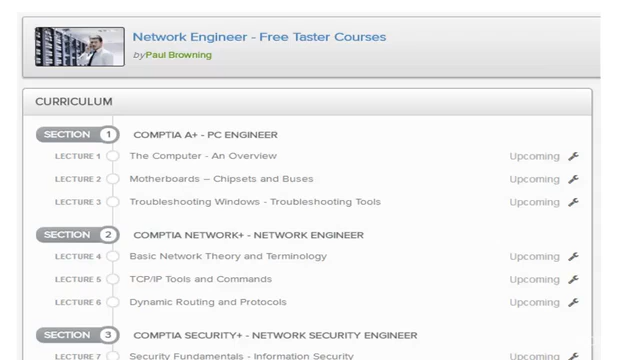 Network Engineer - Free Taster Courses
by Paul Browning
CURRICULUM
SECTION 1 COMPTIA A+ - PC ENGINEER
LECTURE 1 The Computer - An Overview Upcoming
LECTURE 2 Motherboards – Chipsets and Buses Upcoming
LECTURE 3 Troubleshooting Windows - Troubleshooting Tools Upcoming
SECTION 2 COMPTIA NETWORK+ - NETWORK ENGINEER
LECTURE 4 Basic Network Theory and Terminology Upcoming
LECTURE 5 TCP/IP Tools and Commands Upcoming
LECTURE 6 Dynamic Routing and Protocols Upcoming
SECTION 3 COMPTIA SECURITY+ - NETWORK SECURITY ENGINEER
LECTURE 7 Security Fundamentals - Information Security Upcoming